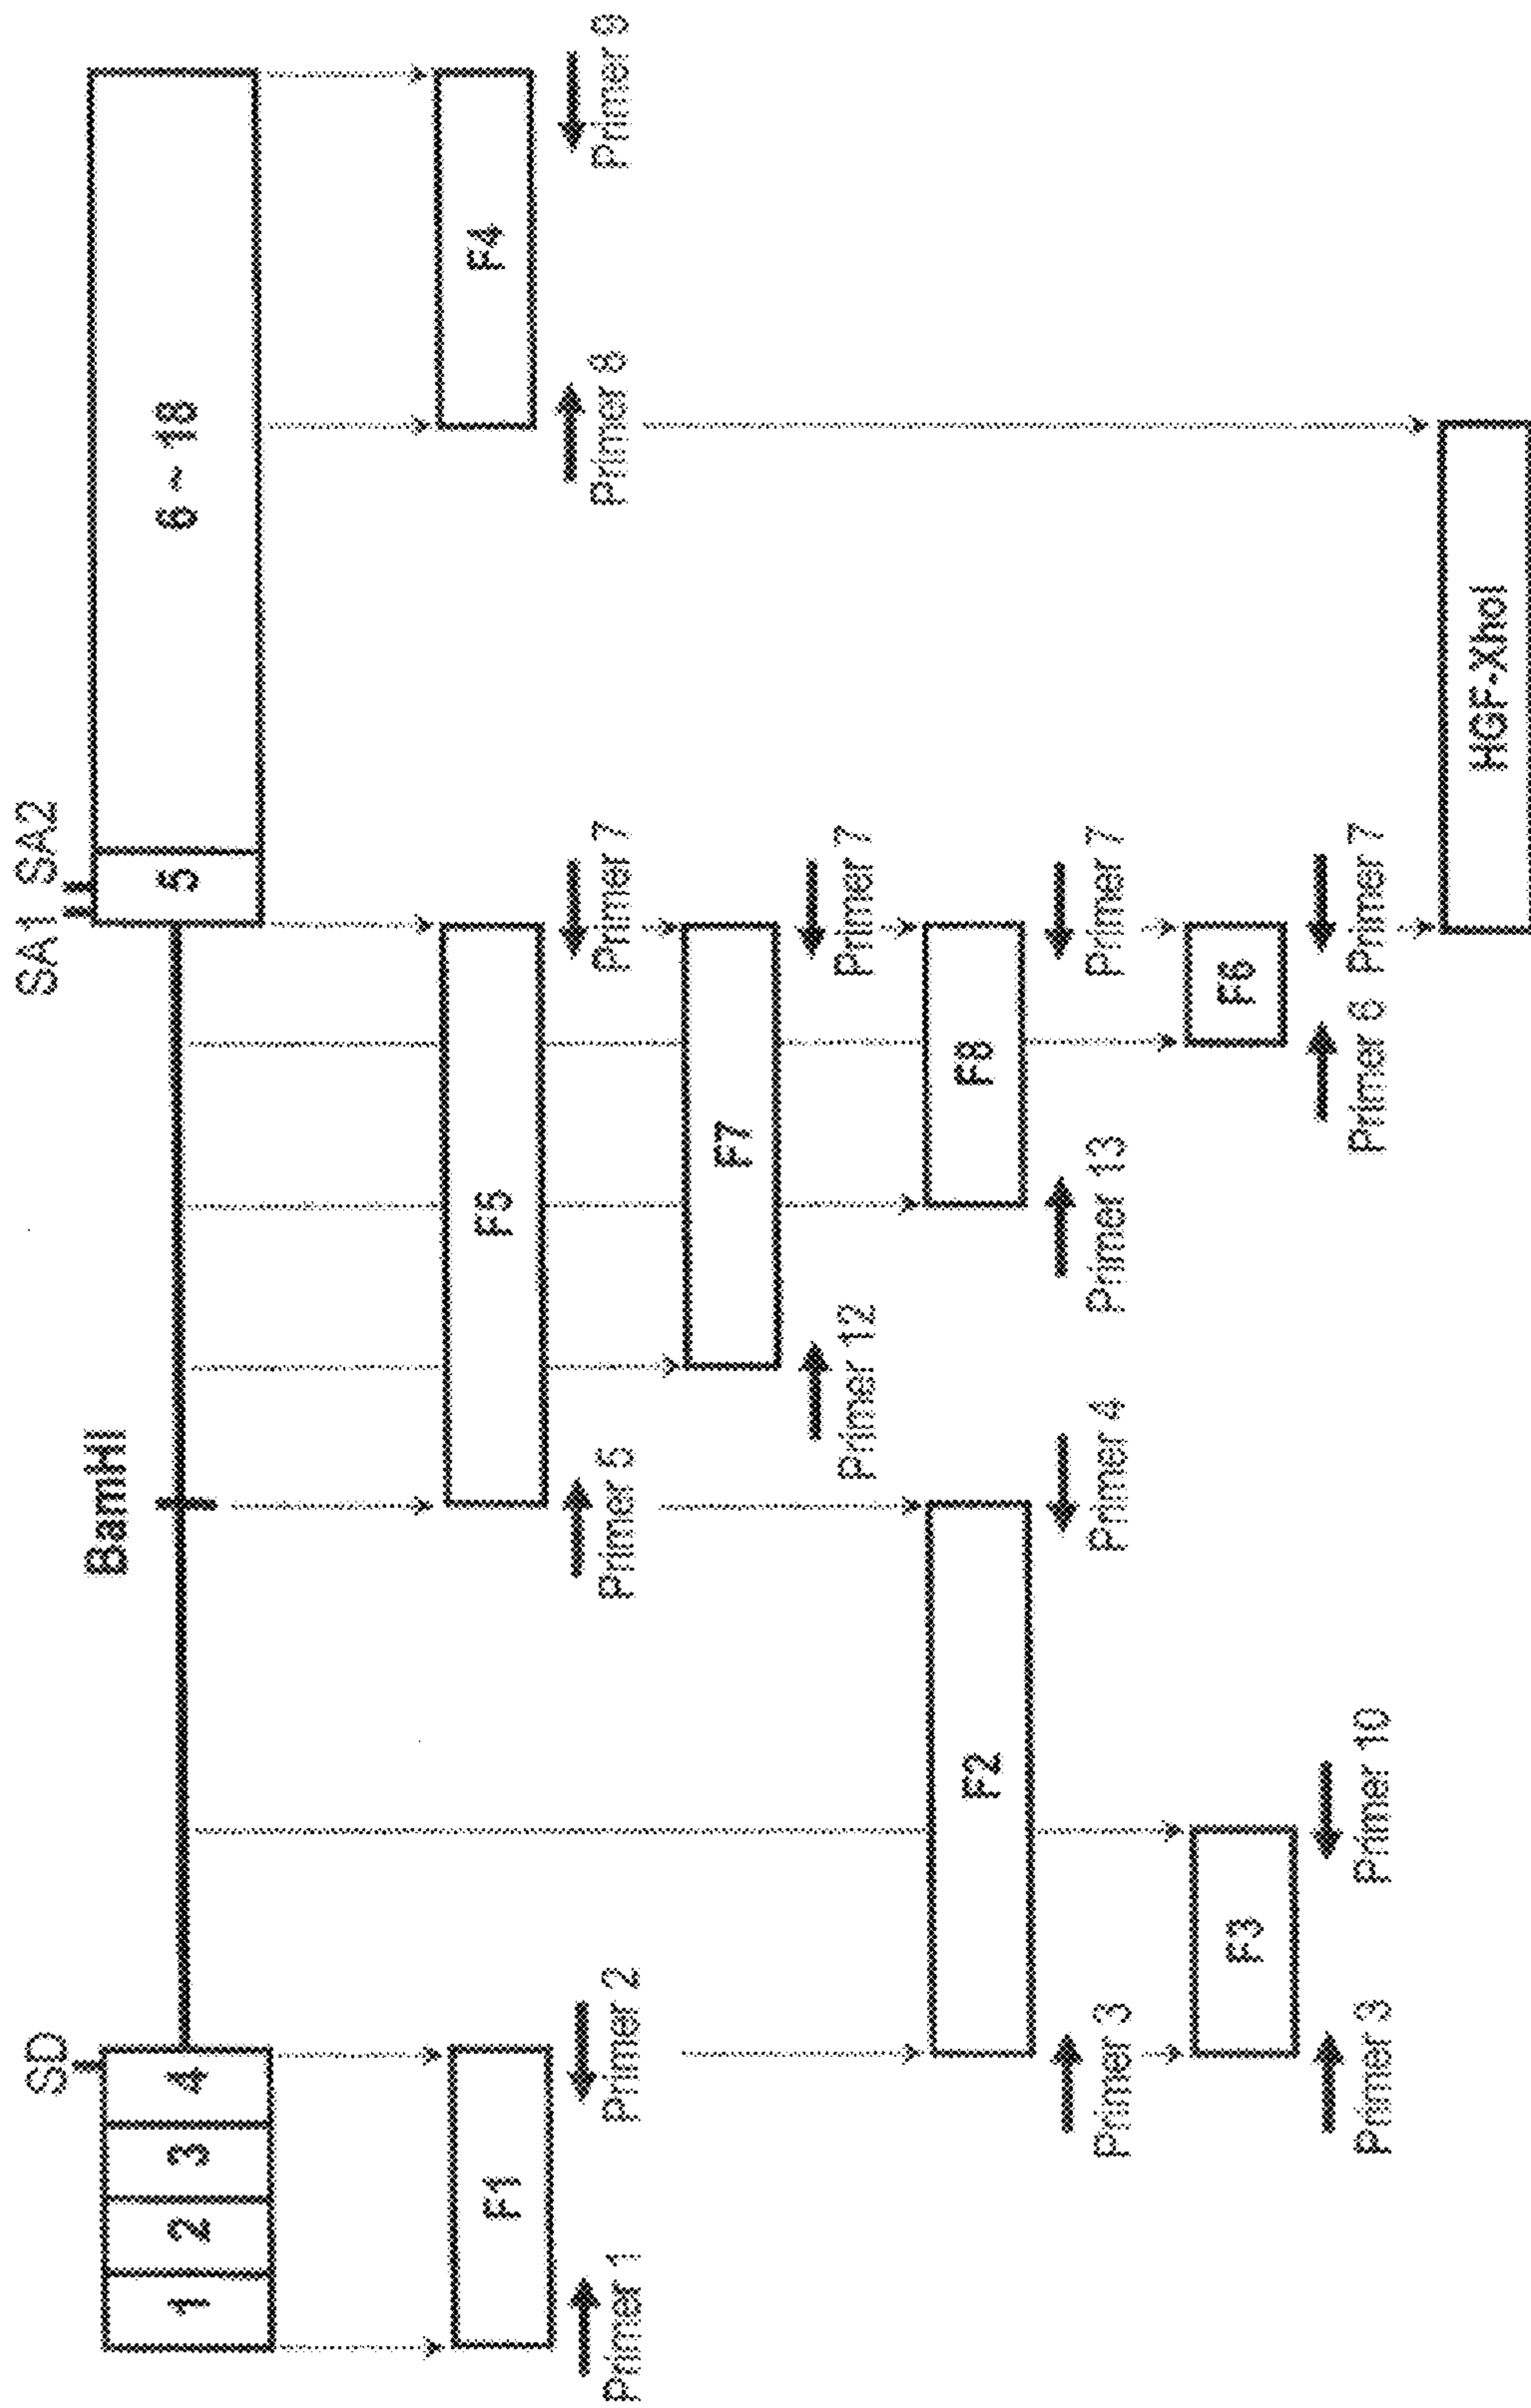 SD
SA1 SA2
BamHI
1
2
3
4
5
6 ~ 18
F1
F5
F4
Primer 1
Primer 2
Primer 5
Primer 7
Primer 8
Primer 9
F7
Primer 12
Primer 7
F2
F8
Primer 3
Primer 4
Primer 13
Primer 7
F3
F6
Primer 3
Primer 10
Primer 6
Primer 7
HGF-XhoI